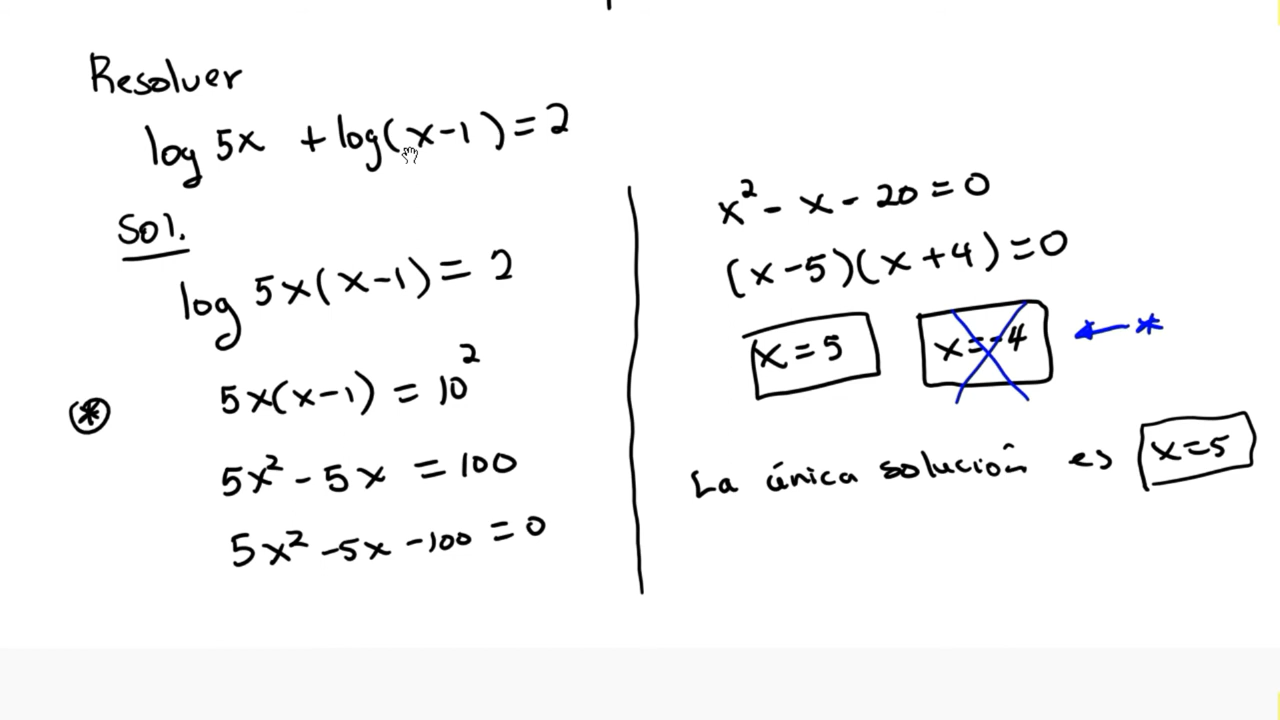 Resolver
log 5x + log(x-1) = 2
Sol.
log 5x(x-1) = 2
5x(x-1) = 10²
*
5x² - 5x = 100
5x² - 5x - 100 = 0
x² - x - 20 = 0
(x-5)(x+4) = 0
x = 5 x = -4 ← *
La única solución es x = 5